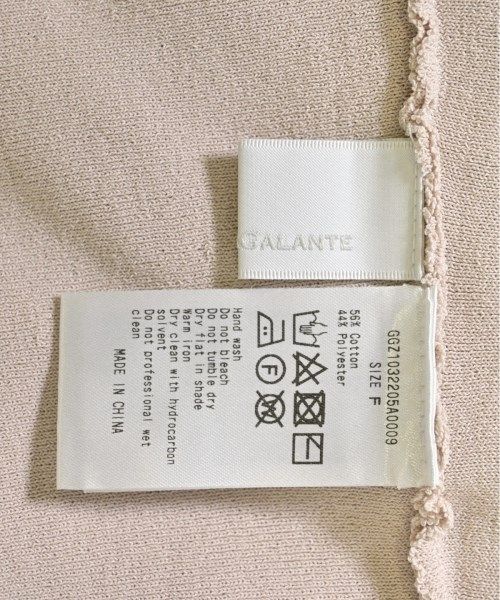 GALANTE
GGZ1032205A0009
SIZE F
56% Cotton
44% Polyester
Hand wash
Do not bleach
Do not tumble dry
Dry flat in shade
Warm iron
Dry clean with hydrocarbon
solvent
Do not professional wet
clean
MADE IN CHINA